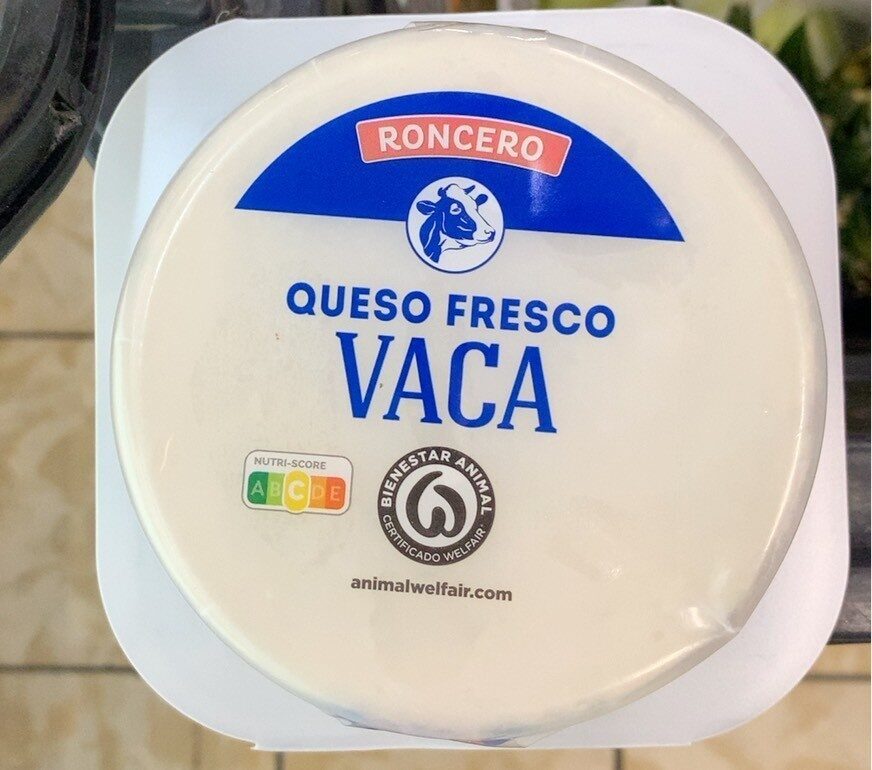 RONCERO
QUESO FRESCO
VACA
NUTRI-SCORE
A B C D E
BIENESTAR ANIMAL
CERTIFICADO WELFAIR
animalwelfair.com